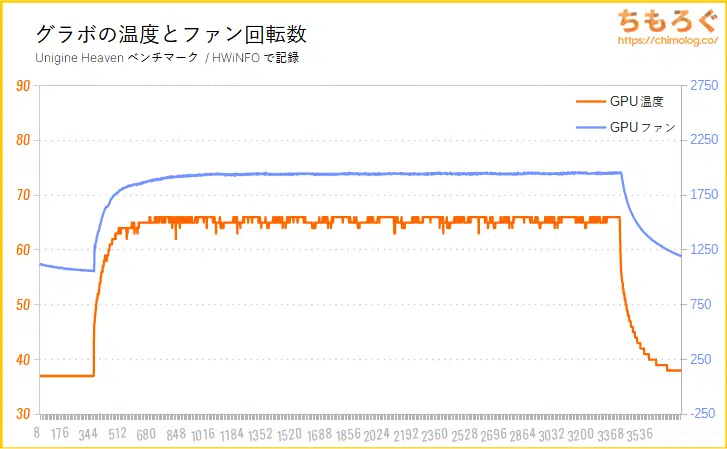 グラボの温度とファン回転数
Unigine Heaven ベンチマーク / HWiNFO で記録
ちもろぐ
https://chimolog.co/
90
80
70
60
50
40
30
2750
2250
1750
1250
750
250
-250
GPU 温度
GPU ファン
8 176 344 512 680 848 1016 1184 1352 1520 1688 1856 2024 2192 2360 2528 2696 2864 3032 3200 3368 3536